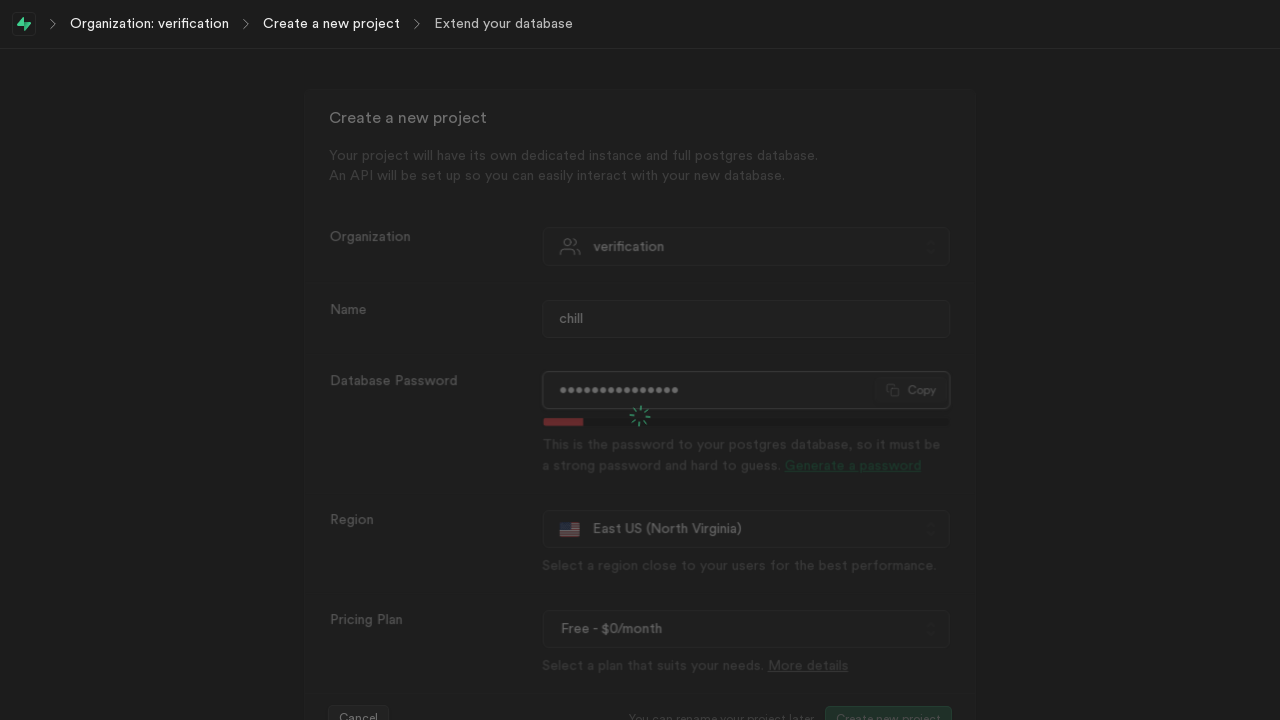 Organization: verification
Create a new project
Extend your database
Create a new project
Your project will have its own dedicated instance and full postgres database.
An API will be set up so you can easily interact with your new database.
Organization
verification
Name
chill
Database Password
•••••••••••••••
Copy
This is the password to your postgres database, so it must be
a strong password and hard to guess. Generate a password
Region
East US (North Virginia)
Select a region close to your users for the best performance.
Pricing Plan
Free - $0/month
Select a plan that suits your needs. More details
Cancel
You can rename your project later
Create new project